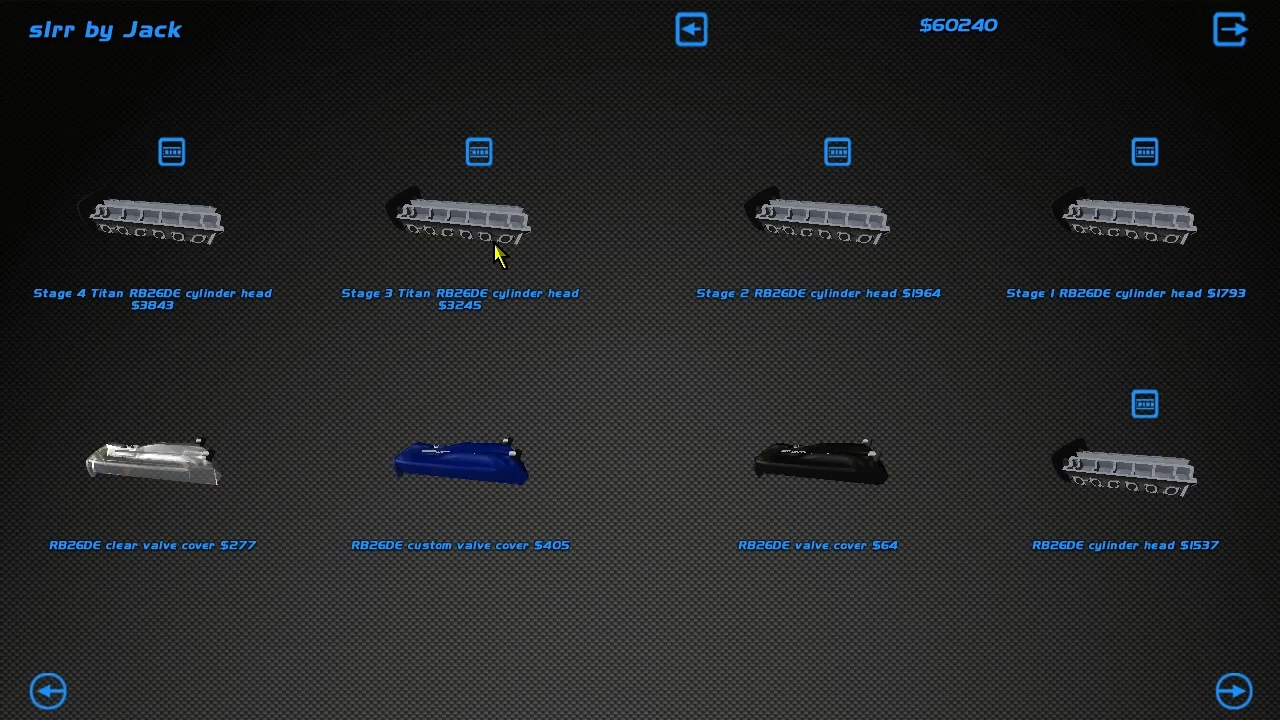 slrr by Jack
$60240
Stage 4 Titan RB26DE cylinder head
$3843
Stage 3 Titan RB26DE cylinder head
$3245
Stage 2 RB26DE cylinder head $1964
Stage 1 RB26DE cylinder head $1793
RB26DE clear valve cover $277
RB26DE custom valve cover $405
RB26DE valve cover $64
RB26DE cylinder head $1537